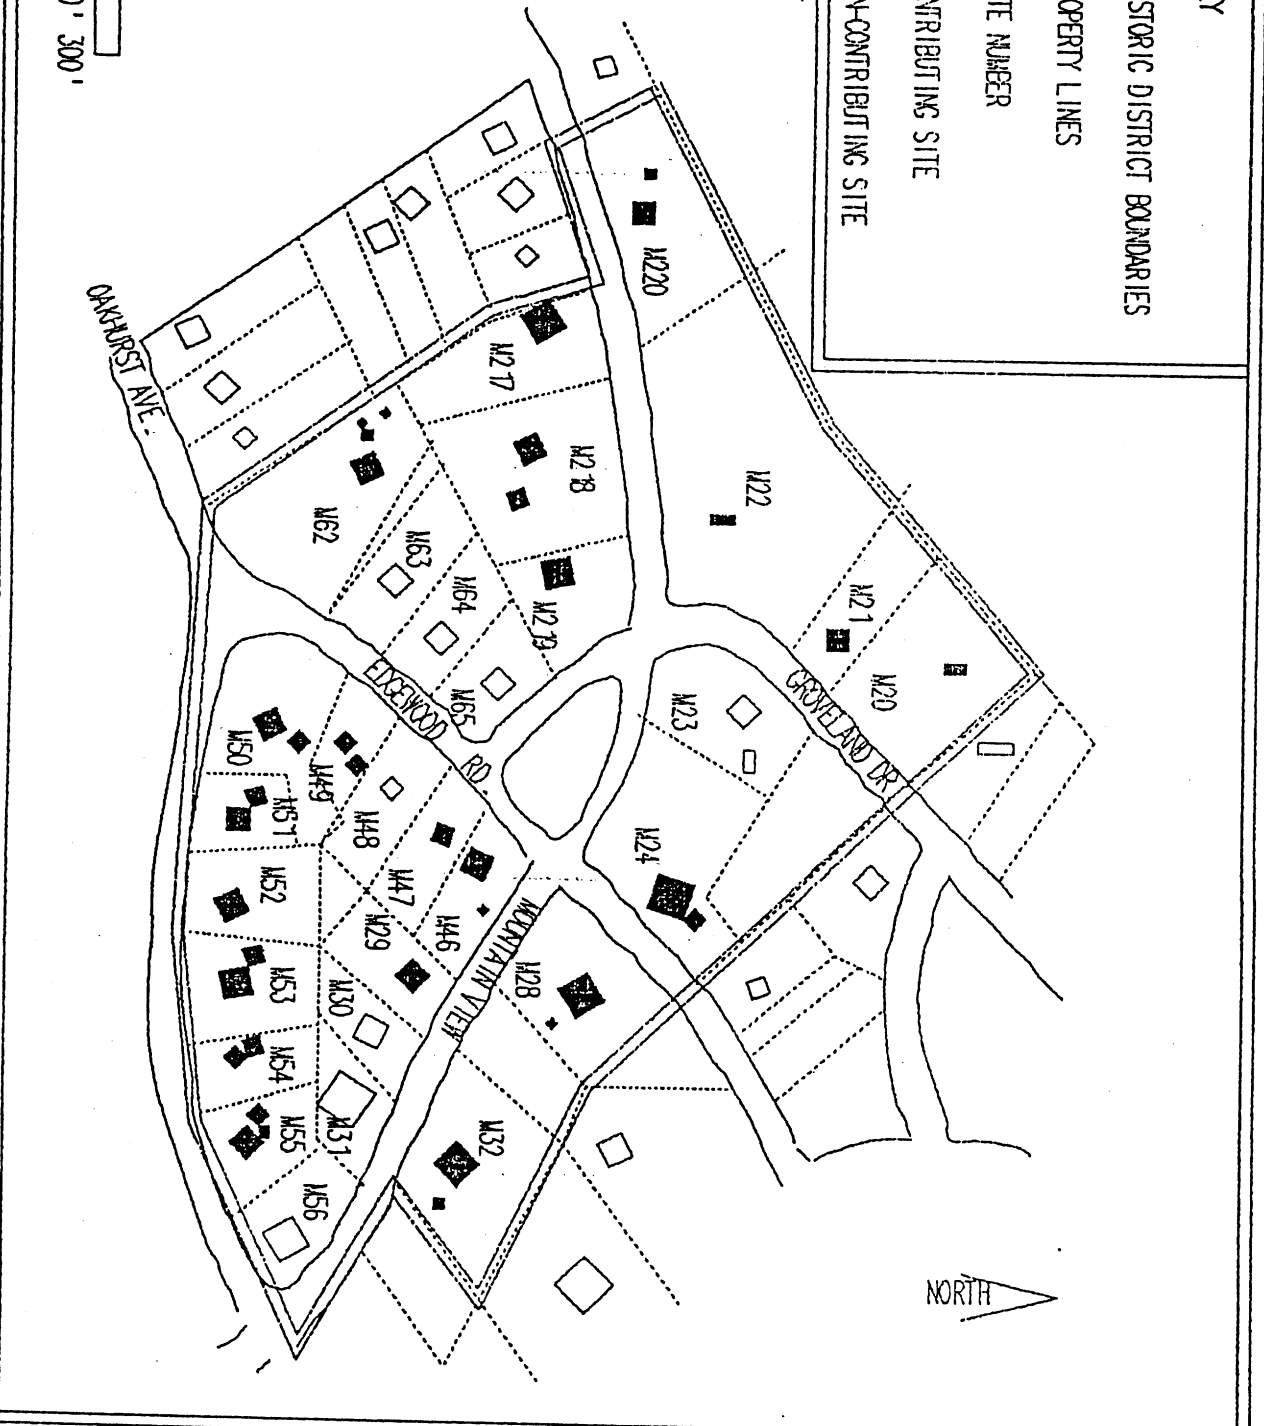 Y
STORIC DISTRICT BOUNDARIES
OPERTY LINES
TE NUMBER
NTRIBUTING SITE
N-CONTRIBUTING SITE
0' 300'
OAKHURST AVE.
M220
M217
M218
M22
M62
M63
M64
M219
M21
M20
M65
EDGEWOOD RD.
GROVELAND DR
M23
M50
M49
M51
M48
M24
M52
M47
M29
M46
MOUNTAIN VIEW
M28
M53
M30
M54
M55
M31
M32
M56
NORTH